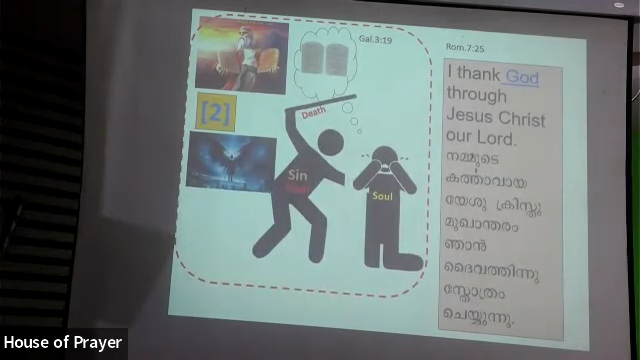 Gal.3:19
Rom.7:25
[2]
Death
Sin
Soul
I thank God
through
Jesus Christ
our Lord.
നമ്മുടെ
കർത്താവായ
യേശു ക്രിസ്തു
മുഖാന്തരം
ഞാൻ
ദൈവത്തിന്നു
സ്തോത്രം
ചെയ്യുന്നു.
House of Prayer